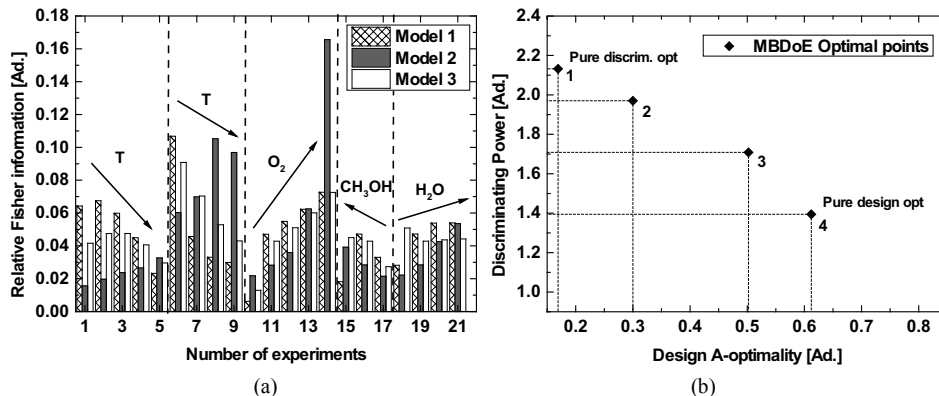 (a)
0.18
0.16
0.14
0.12
0.10
0.08
0.06
0.04
0.02
0.00
Relative Fisher information [Ad.]
Model 1
Model 2
Model 3
T
T
O2
CH3OH
H2O
1 3 5 7 9 11 13 15 17 19 21
Number of experiments
(a)
(b)
2.4
2.2
2.0
1.8
1.6
1.4
1.2
1.0
Discriminating Power [Ad.]
MBDoE Optimal points
Pure discrim. opt
1
2
3
Pure design opt
4
0.2 0.3 0.4 0.5 0.6 0.7 0.8
Design A-optimality [Ad.]
(b)